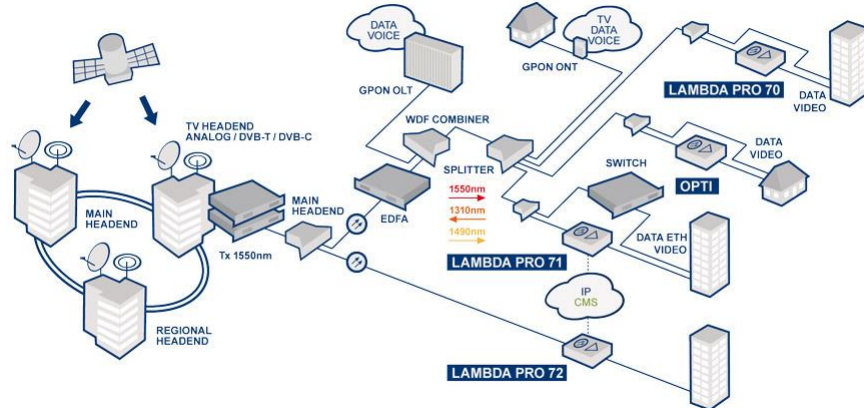 DATA
VOICE
GPON OLT
TV
DATA
VOICE
GPON ONT
LAMBDA PRO 70
DATA
VIDEO
TV HEADEND
ANALOG / DVB-T / DVB-C
WDF COMBINER
SPLITTER
1550nm
1310nm
1490nm
SWITCH
OPTI
DATA
VIDEO
MAIN
HEADEND
MAIN
HEADEND
EDFA
Tx 1550nm
LAMBDA PRO 71
DATA ETH
VIDEO
IP
CMS
REGIONAL
HEADEND
LAMBDA PRO 72